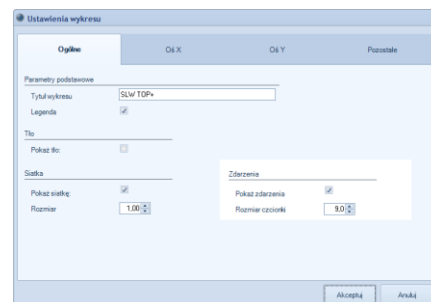 Ustawienia wykresu
Ogólne
Oś X
Oś Y
Pozostałe
Parametry podstawowe
Tytuł wykresu SLW TOP+
Legenda
Tło
Pokaż tło:
Siatka
Pokaż siatkę:
Rozmiar 1,00
Zdarzenia
Pokaż zdarzenia
Rozmiar czcionki 9,0
Akceptuj Anuluj